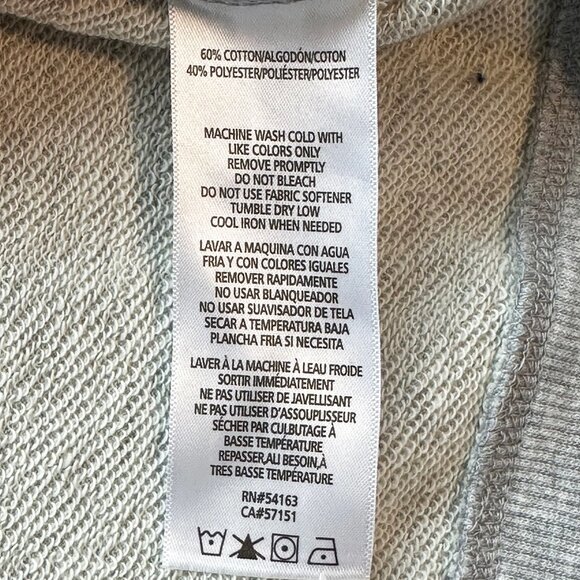 60% COTTON/ALGODÓN/COTON
40% POLYESTER/POLIÉSTER/POLYESTER
MACHINE WASH COLD WITH
LIKE COLORS ONLY
REMOVE PROMPTLY
DO NOT BLEACH
DO NOT USE FABRIC SOFTENER
TUMBLE DRY LOW
COOL IRON WHEN NEEDED
LAVAR A MAQUINA CON AGUA
FRIA Y CON COLORES IGUALES
REMOVER RAPIDAMENTE
NO USAR BLANQUEADOR
NO USAR SUAVISADOR DE TELA
SECAR A TEMPERATURA BAJA
PLANCHA FRIA SI NECESITA
LAVER À LA MACHINE À LEAU FROIDE
SORTIR IMMÉDIATEMENT
NE PAS UTILISER DE JAVELLISANT
NE PAS UTILISER D'ASSOUPLISSEUR
SÉCHER PAR CULBUTAGE À
BASSE TEMPÉRATURE
REPASSER,AU BESOIN,À
TRES BASSE TEMPÉRATURE
RN#54163
CA#57151